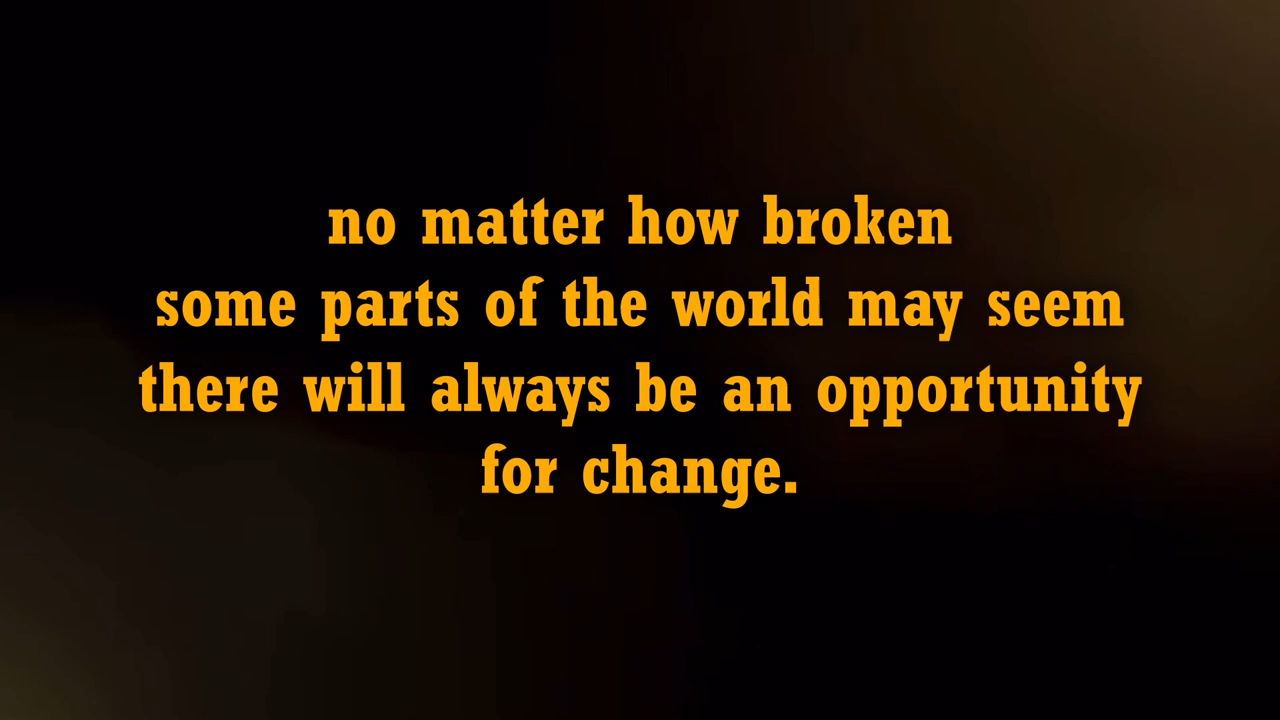 no matter how broken
some parts of the world may seem
there will always be an opportunity
for change.